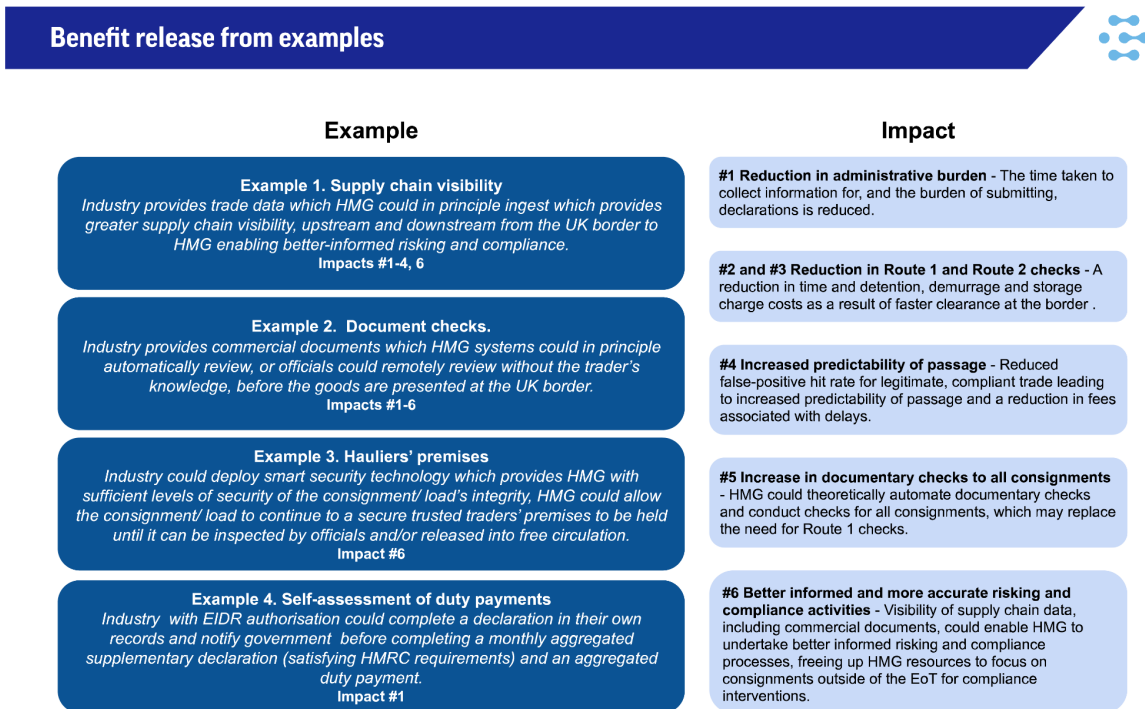 Benefit release from examples
Example
Example 1. Supply chain visibility
Industry provides trade data which HMG could in principle ingest which provides
greater supply chain visibility, upstream and downstream from the UK border to
HMG enabling better-informed risking and compliance.
Impacts #1-4, 6
Example 2.  Document checks.
Industry provides commercial documents which HMG systems could in principle
automatically review, or officials could remotely review without the trader's
knowledge, before the goods are presented at the UK border.
Impacts #1-6
Example 3. Hauliers' premises
Industry could deploy smart security technology which provides HMG with
sufficient levels of security of the consignment/ load's integrity, HMG could allow
the consignment/ load to continue to a secure trusted traders' premises to be held
until it can be inspected by officials and/or released into free circulation.
Impact #6
Example 4. Self-assessment of duty payments
Industry  with EIDR authorisation could complete a declaration in their own
records and notify government  before completing a monthly aggregated
supplementary declaration (satisfying HMRC requirements) and an aggregated
duty payment.
Impact #1
Impact
#1 Reduction in administrative burden - The time taken to
collect information for, and the burden of submitting,
declarations is reduced.
#2 and #3 Reduction in Route 1 and Route 2 checks - A
reduction in time and detention, demurrage and storage
charge costs as a result of faster clearance at the border .
#4 Increased predictability of passage - Reduced
false-positive hit rate for legitimate, compliant trade leading
to increased predictability of passage and a reduction in fees
associated with delays.
#5 Increase in documentary checks to all consignments
- HMG could theoretically automate documentary checks
and conduct checks for all consignments, which may replace
the need for Route 1 checks.
#6 Better informed and more accurate risking and
compliance activities - Visibility of supply chain data,
including commercial documents, could enable HMG to
undertake better informed risking and compliance
processes, freeing up HMG resources to focus on
consignments outside of the EoT for compliance
interventions.